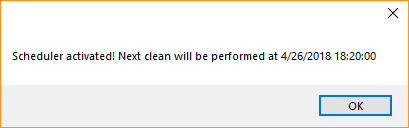 Scheduler activated! Next clean will be performed at 4/26/2018 18:20:00
OK